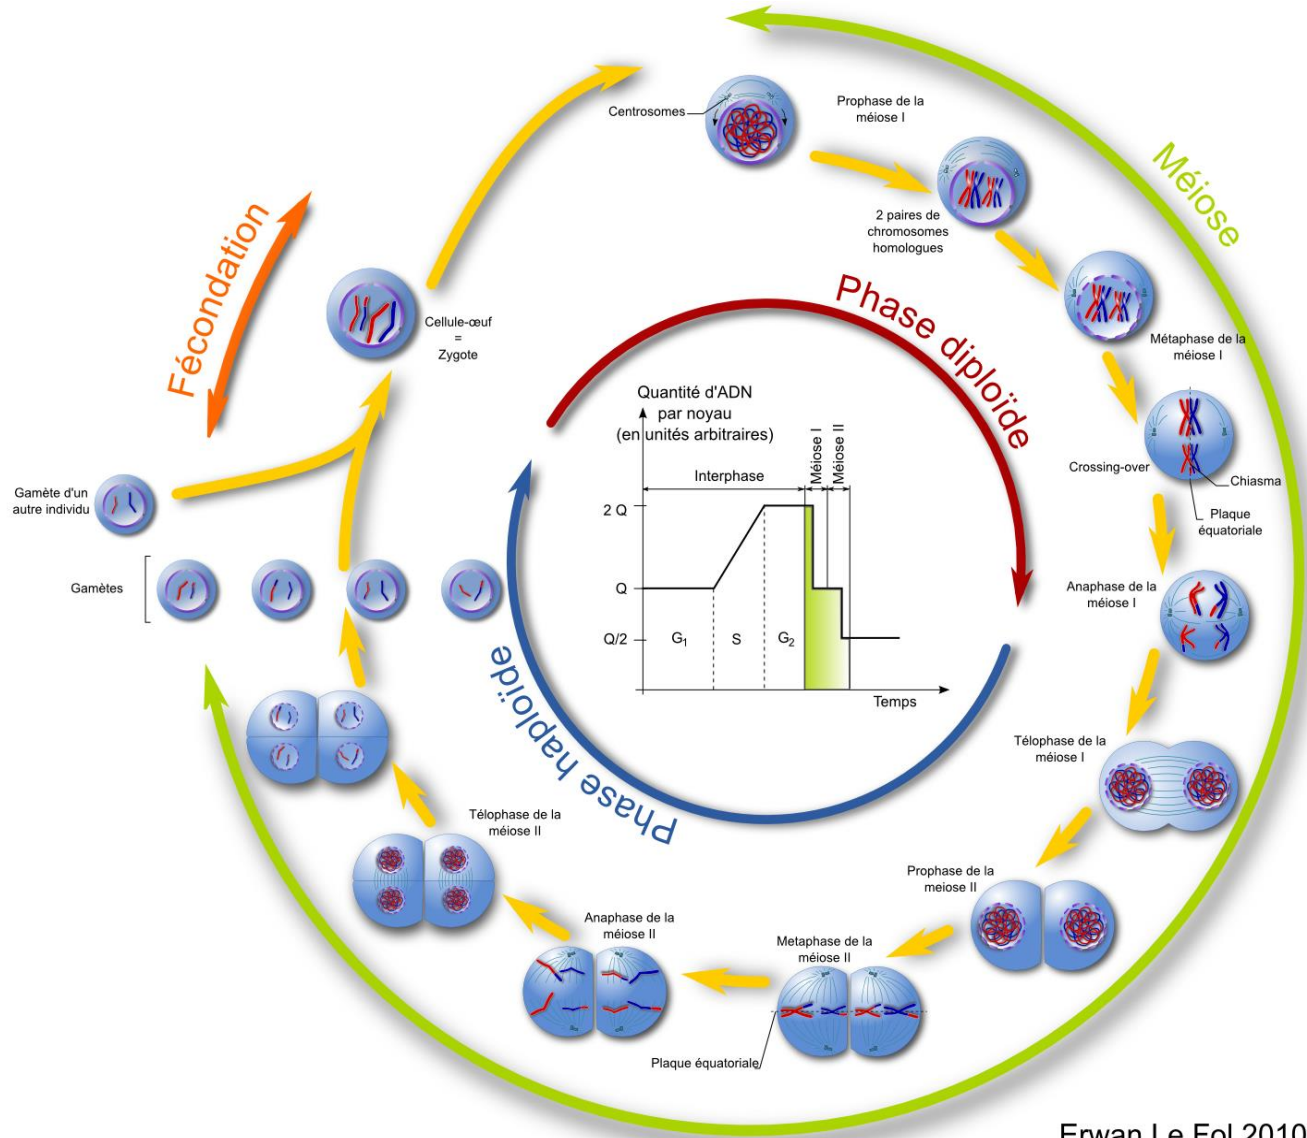 Centrosomes
Prophase de la
méiose I
Méiose
2 paires de
chromosomes
homologues
Fécondation
Cellule-œuf
=
Zygote
Phase diploïde
Métaphase de la
méiose I
Crossing-over
Chiasma
Plaque
équatoriale
Quantité d'ADN
par noyau
(en unités arbitraires)
Interphase
Méiose I
Méiose II
2 Q
Q
Q/2
G1
S
G2
Temps
Gamète d'un
autre individu
Gamètes
Anaphase de la
méiose I
Phase haploïde
Télophase de la
méiose I
Prophase de la
meiose II
Metaphase de la
méiose II
Plaque équatoriale
Anaphase de la
méiose II
Télophase de la
méiose II
Erwan Le Fol 2010